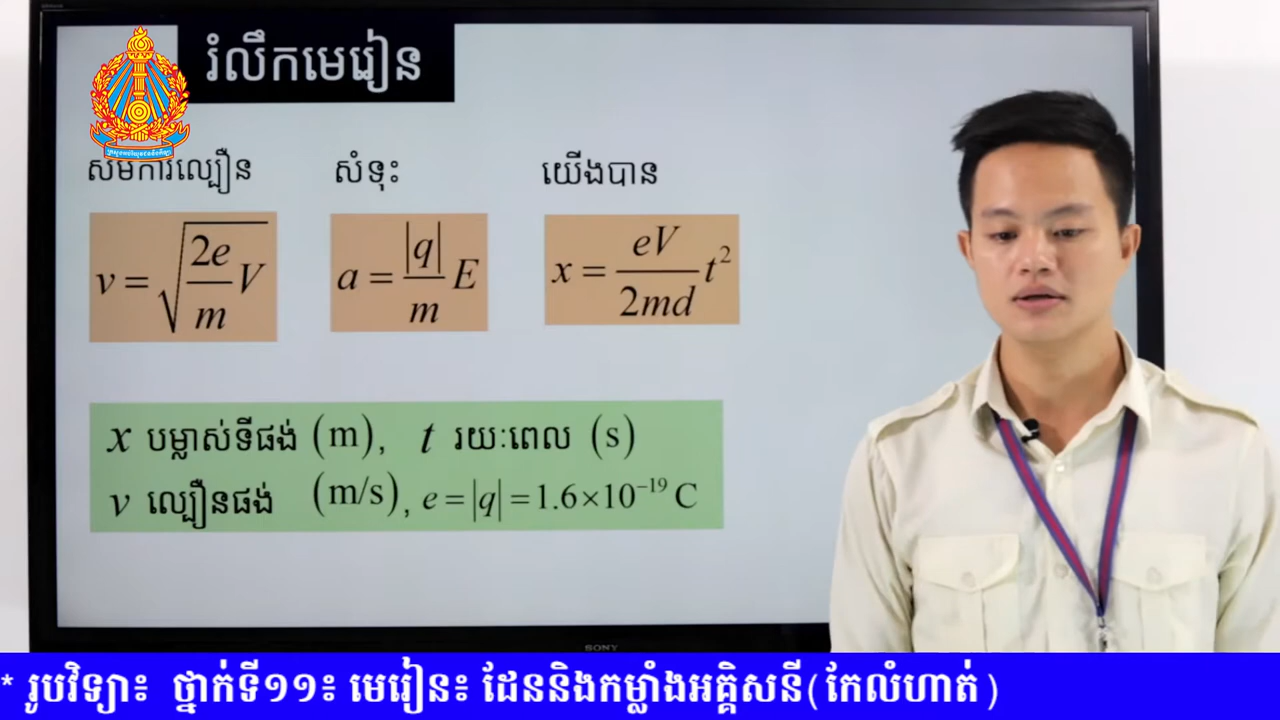 រំលឹកមេរៀន
សមីការល្បឿន សំទុះ យើងបាន
v = √(2e/m V) a = |q|/m E x = eV/2md t²
x បម្លាស់ទីផង់ (m), t រយៈពេល (s)
v ល្បឿនផង់ (m/s), e = |q| = 1.6×10⁻¹⁹ C
SONY
* រូបវិទ្យា៖ ថ្នាក់ទី១១៖ មេរៀន៖ ដែននិងកម្លាំងអគ្គិសនី(កែលំហាត់)